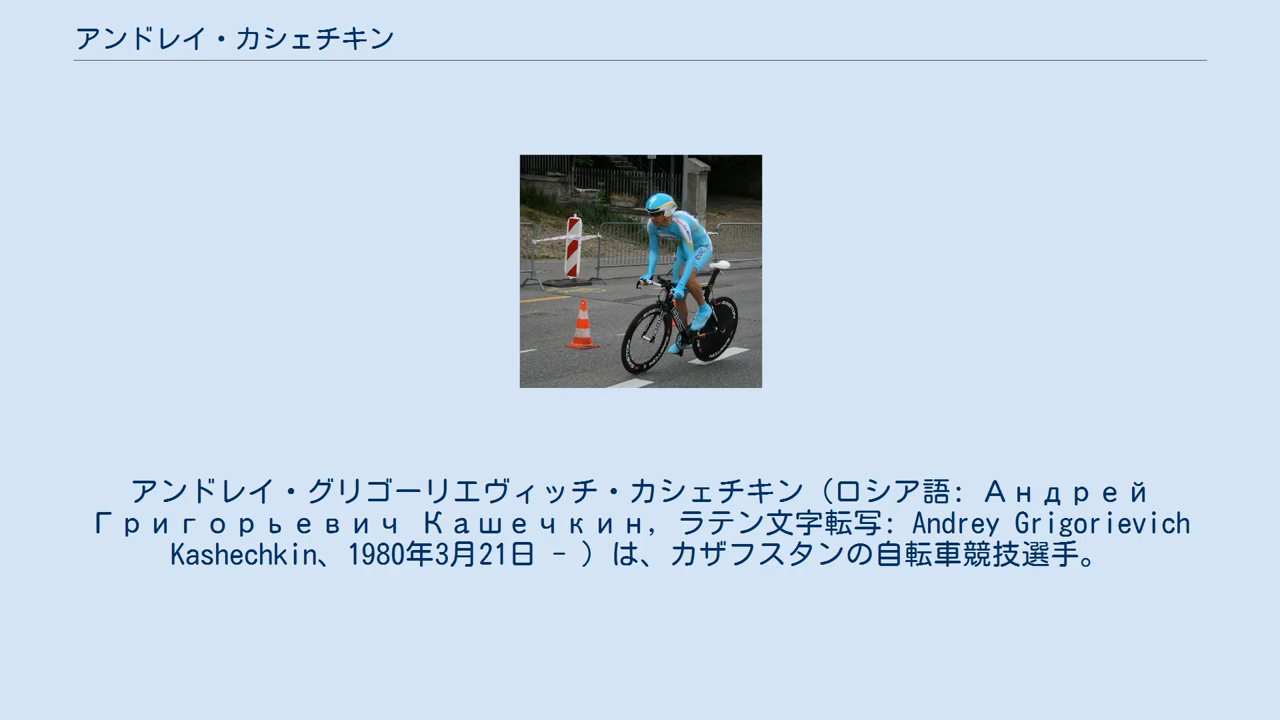 アンドレイ・カシェチキン
アンドレイ・グリゴーリエヴィッチ・カシェチキン（ロシア語: Андрей
Григорьевич Кашечкин, ラテン文字転写: Andrey Grigorievich
Kashechkin、1980年3月21日 - ）は、カザフスタンの自転車競技選手。